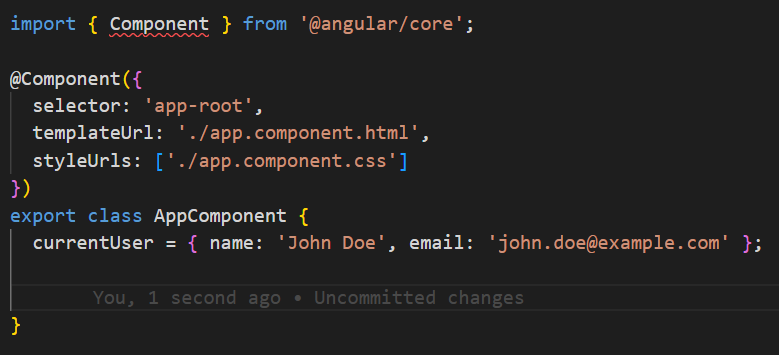 import { Component } from '@angular/core';
@Component({
selector: 'app-root',
templateUrl: './app.component.html',
styleUrls: ['./app.component.css']
})
export class AppComponent {
currentUser = { name: 'John Doe', email: 'john.doe@example.com' };
You, 1 second ago • Uncommitted changes
}